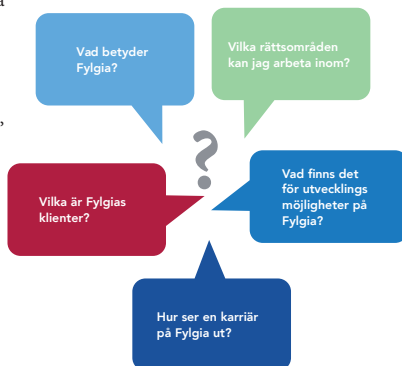 Vad betyder
Fylgia?
Vilka rättsområden
kan jag arbeta inom?
?
Vilka är Fylgias
klienter?
Vad finns det
för utvecklings
möjligheter på
Fylgia?
Hur ser en karriär
på Fylgia ut?